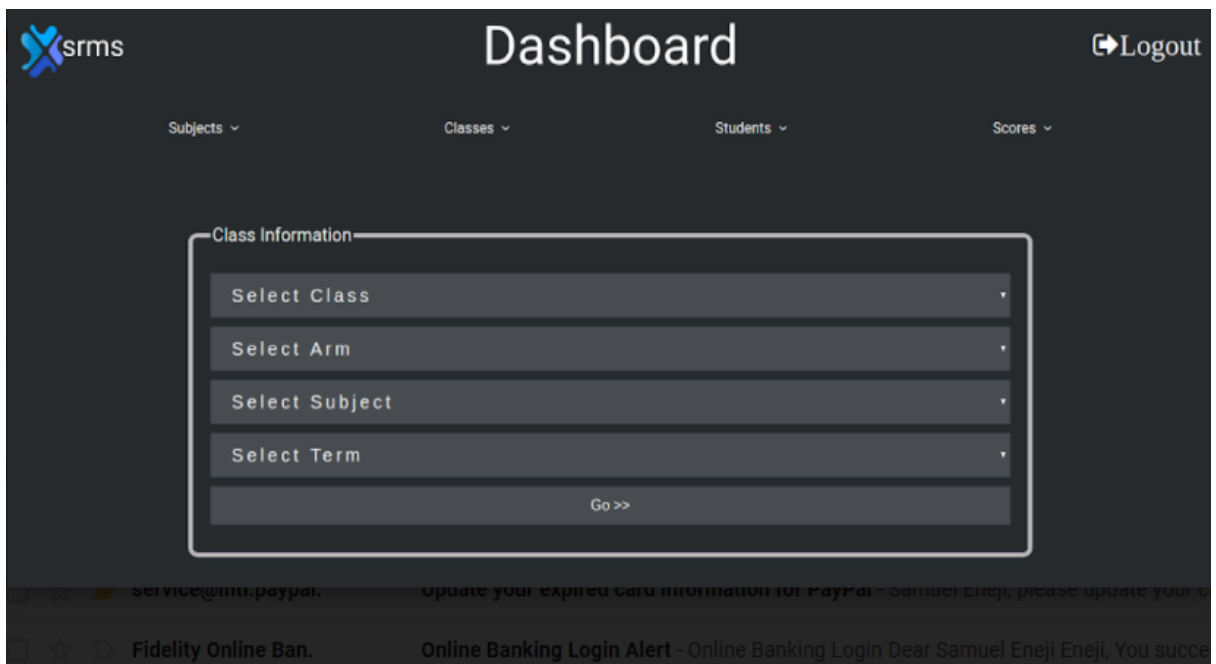 srms
Dashboard
Logout
Subjects
Classes
Students
Scores
Class Information
Select Class
Select Arm
Select Subject
Select Term
Go >>
service@intl.paypal. Update your expired card information for PayPal - Samuel Eneji, please update your
Fidelity Online Ban. Online Banking Login Alert - Online Banking Login Dear Samuel Eneji Eneji, You succe